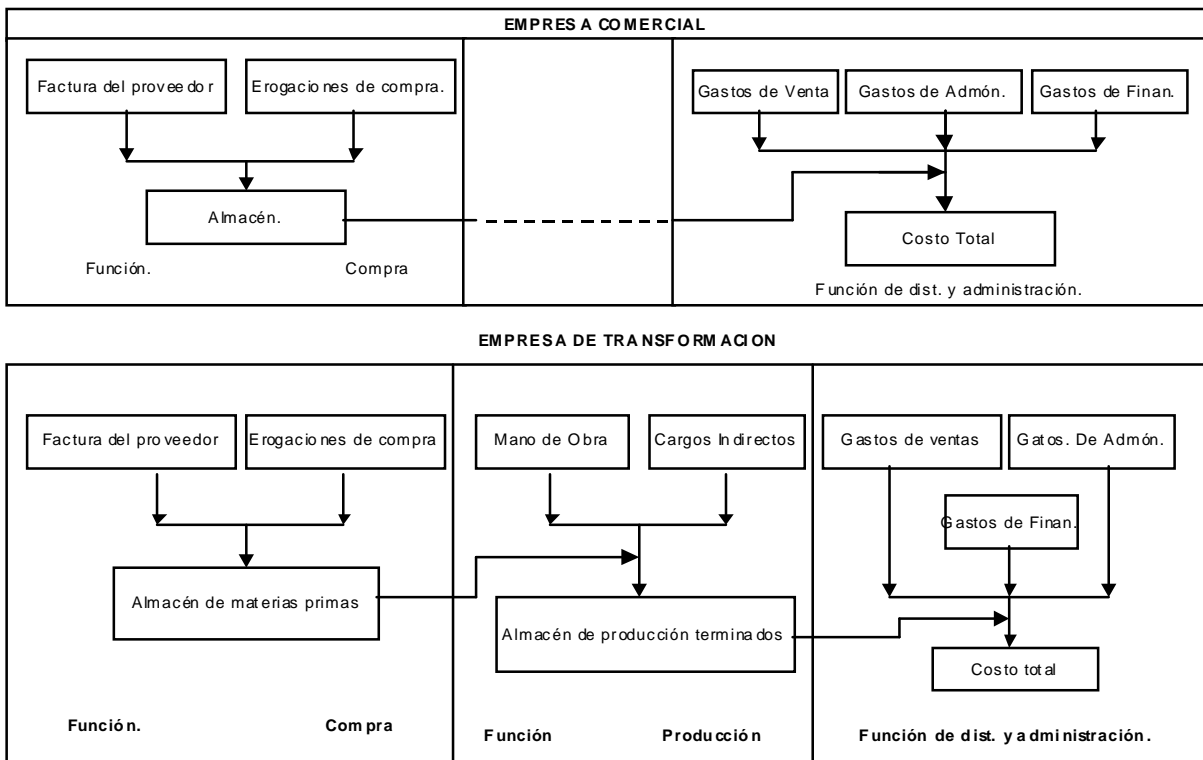 EMPRESA COMERCIAL
Factura del proveedor
Erogaciones de compra.
Gastos de Venta
Gastos de Admón.
Gastos de Finan.
Almacén.
Costo Total
Función.
Compra
Función de dist. y administración.
EMPRESA DE TRANSFORMACION
Factura del proveedor
Erogaciones de compra
Mano de Obra
Cargos Indirectos
Gastos de ventas
Gatos. De Admón.
Gastos de Finan.
Almacén de materias primas
Almacén de producción terminados
Costo total
Función.
Compra
Función
Producción
Función de dist. y administración.